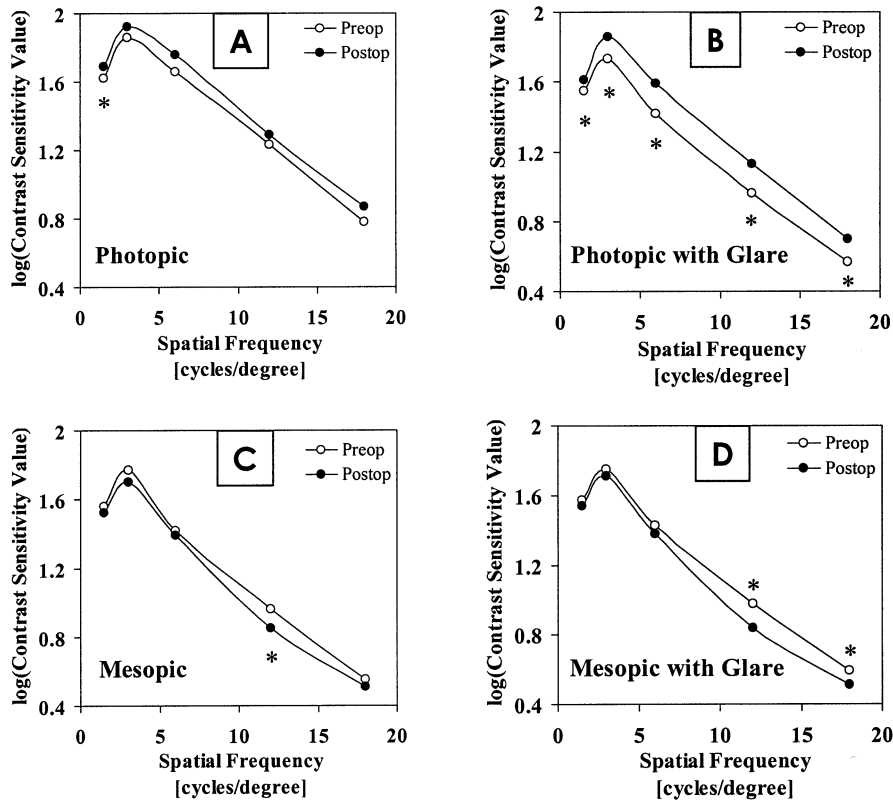 A
Preop
Postop
log(Contrast Sensitivity Value)
2
1.6
1.2
0.8
0.4
*
Photopic
0 5 10 15 20
Spatial Frequency
[cycles/degree]
B
Preop
Postop
log(Contrast Sensitivity Value)
2
1.6
1.2
0.8
0.4
* * * * *
Photopic with Glare
0 5 10 15 20
Spatial Frequency
[cycles/degree]
C
Preop
Postop
log(Contrast Sensitivity Value)
2
1.6
1.2
0.8
0.4
*
Mesopic
0 5 10 15 20
Spatial Frequency
[cycles/degree]
D
Preop
Postop
log(Contrast Sensitivity Value)
2
1.6
1.2
0.8
0.4
* *
Mesopic with Glare
0 5 10 15 20
Spatial Frequency
[cycles/degree]